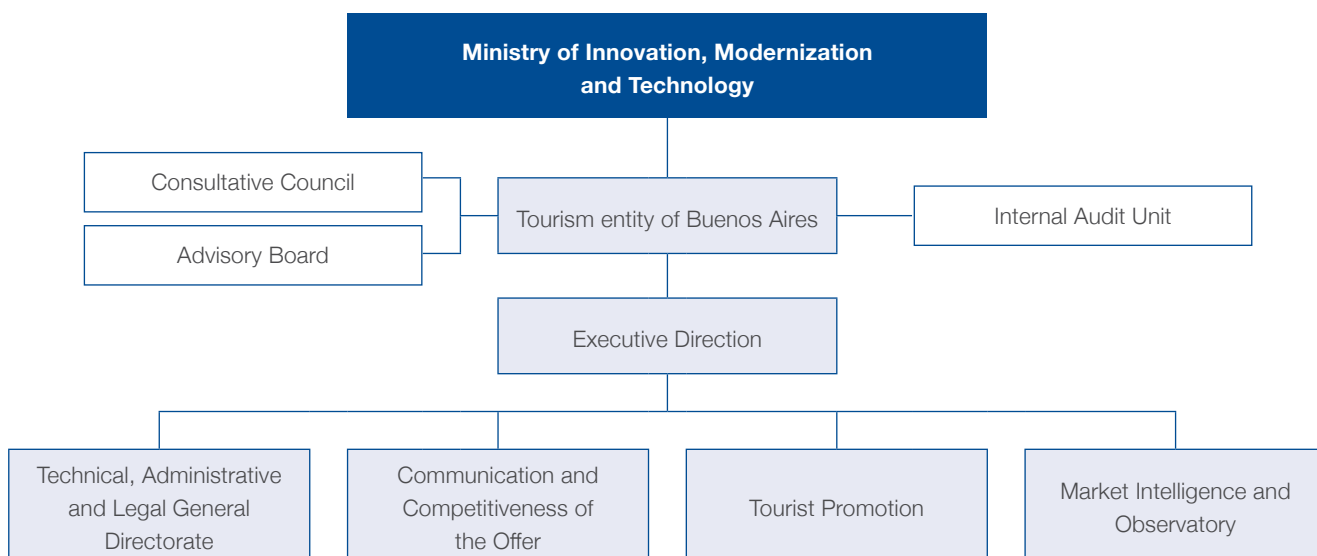 Ministry of Innovation, Modernization
and Technology
Consultative Council
Advisory Board
Tourism entity of Buenos Aires
Internal Audit Unit
Executive Direction
Technical, Administrative
and Legal General
Directorate
Communication and
Competitiveness of
the Offer
Tourist Promotion
Market Intelligence and
Observatory